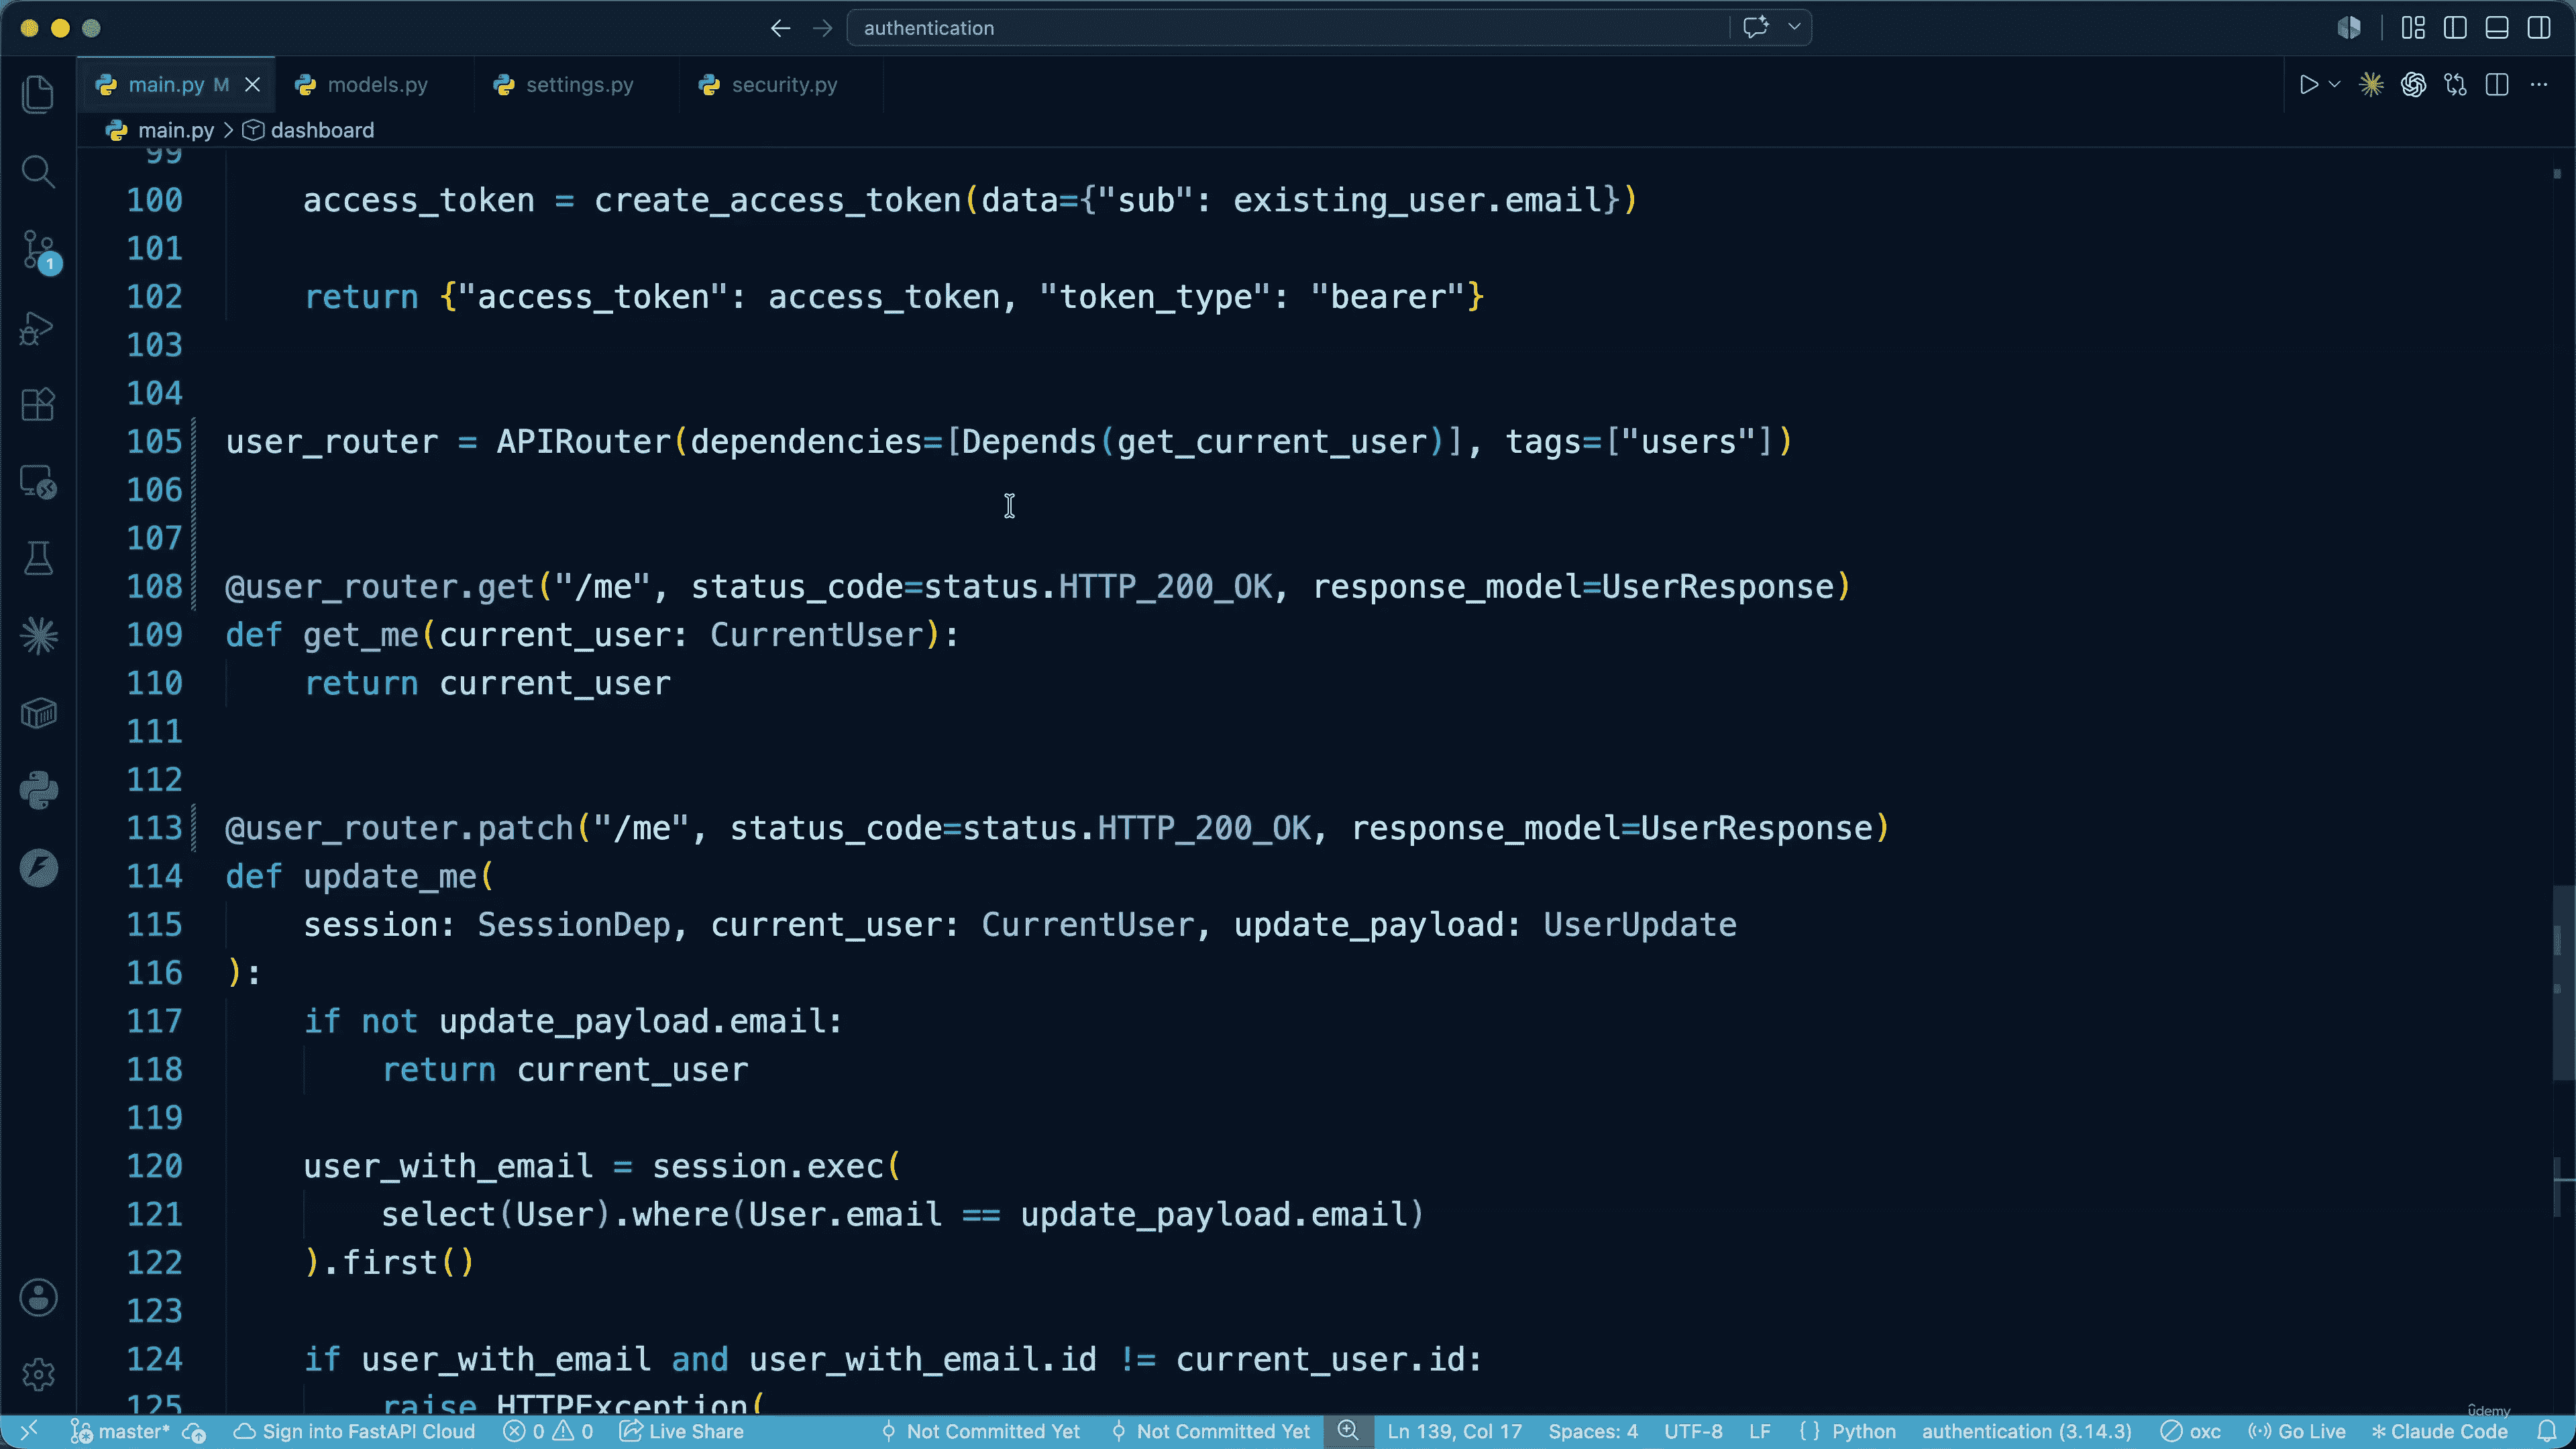 authentication
main.py M
models.py
settings.py
security.py
main.py > dashboard
99
100 access_token = create_access_token(data={"sub": existing_user.email})
101
102 return {"access_token": access_token, "token_type": "bearer"}
103
104
105 user_router = APIRouter(dependencies=[Depends(get_current_user)], tags=["users"])
106
107
108 @user_router.get("/me", status_code=status.HTTP_200_OK, response_model=UserResponse)
109 def get_me(current_user: CurrentUser):
110 return current_user
111
112
113 @user_router.patch("/me", status_code=status.HTTP_200_OK, response_model=UserResponse)
114 def update_me(
115 session: SessionDep, current_user: CurrentUser, update_payload: UserUpdate
116 ):
117 if not update_payload.email:
118 return current_user
119
120 user_with_email = session.exec(
121 select(User).where(User.email == update_payload.email)
122 ).first()
123
124 if user_with_email and user_with_email.id != current_user.id:
125 raise HTTPException(
1
master* Sign into FastAPI Cloud 0 0 Live Share Not Committed Yet Not Committed Yet Ln 139, Col 17 Spaces: 4 UTF-8 LF { } Python authentication (3.14.3) oxc Go Live Claude Code
ûdemy